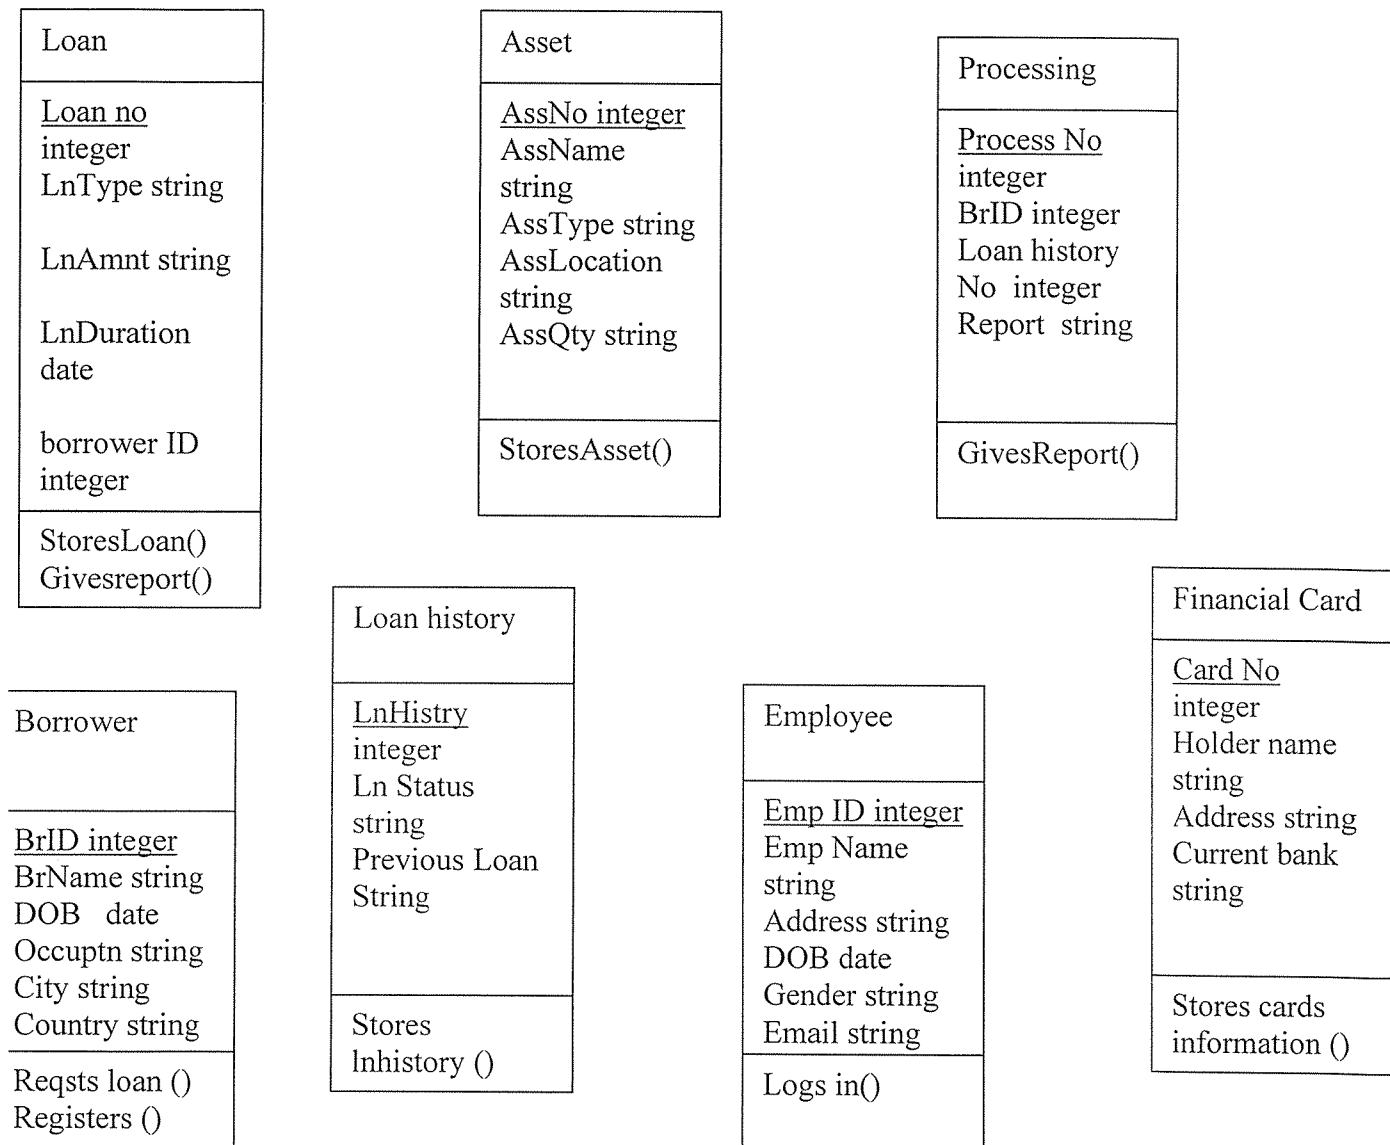 Loan
Loan no
integer
LnType string
LnAmnt string
LnDuration
date
borrower ID
integer
StoresLoan()
Givesreport()
Asset
AssNo integer
AssName
string
AssType string
AssLocation
string
AssQty string
StoresAsset()
Processing
Process No
integer
BrID integer
Loan history
No integer
Report string
GivesReport()
Borrower
BrID integer
BrName string
DOB date
Occuptn string
City string
Country string
Reqsts loan ()
Registers ()
Loan history
LnHistry
integer
Ln Status
string
Previous Loan
String
Stores
lnhistory ()
Employee
Emp ID integer
Emp Name
string
Address string
DOB date
Gender string
Email string
Logs in()
Financial Card
Card No
integer
Holder name
string
Address string
Current bank
string
Stores cards
information ()